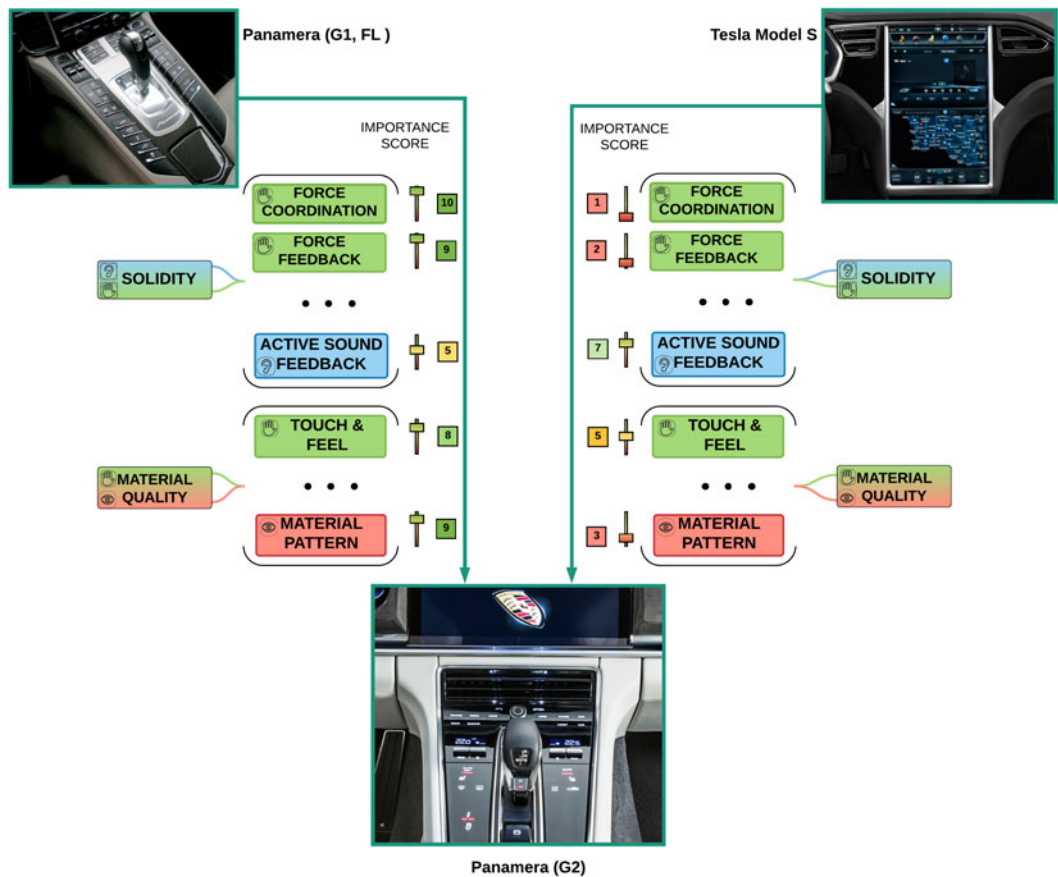 Panamera (G1, FL )
Tesla Model S
IMPORTANCE
SCORE
IMPORTANCE
SCORE
FORCE
COORDINATION
10
1
FORCE
COORDINATION
FORCE
FEEDBACK
9
2
FORCE
FEEDBACK
SOLIDITY
SOLIDITY
• • •
• • •
ACTIVE SOUND
FEEDBACK
5
7
ACTIVE SOUND
FEEDBACK
TOUCH &
FEEL
8
5
TOUCH &
FEEL
MATERIAL
QUALITY
MATERIAL
QUALITY
• • •
• • •
MATERIAL
PATTERN
9
3
MATERIAL
PATTERN
Panamera (G2)